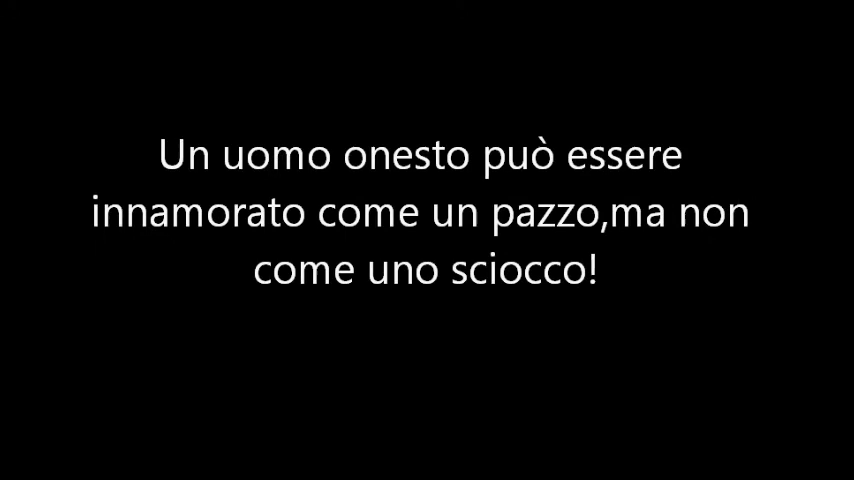 Un uomo onesto può essere
innamorato come un pazzo,ma non
come uno sciocco!